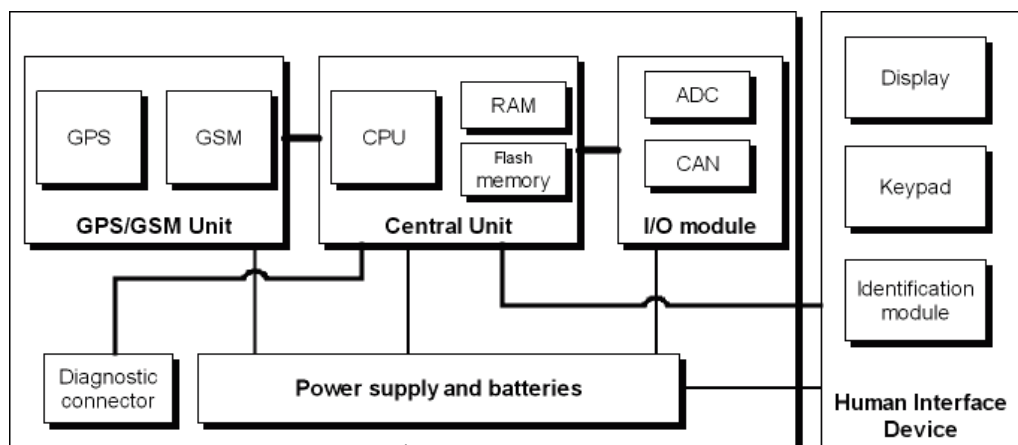 GPS
GSM
GPS/GSM Unit
CPU
RAM
Flash
memory
Central Unit
ADC
CAN
I/O module
Diagnostic
connector
Power supply and batteries
Display
Keypad
Identification
module
Human Interface
Device